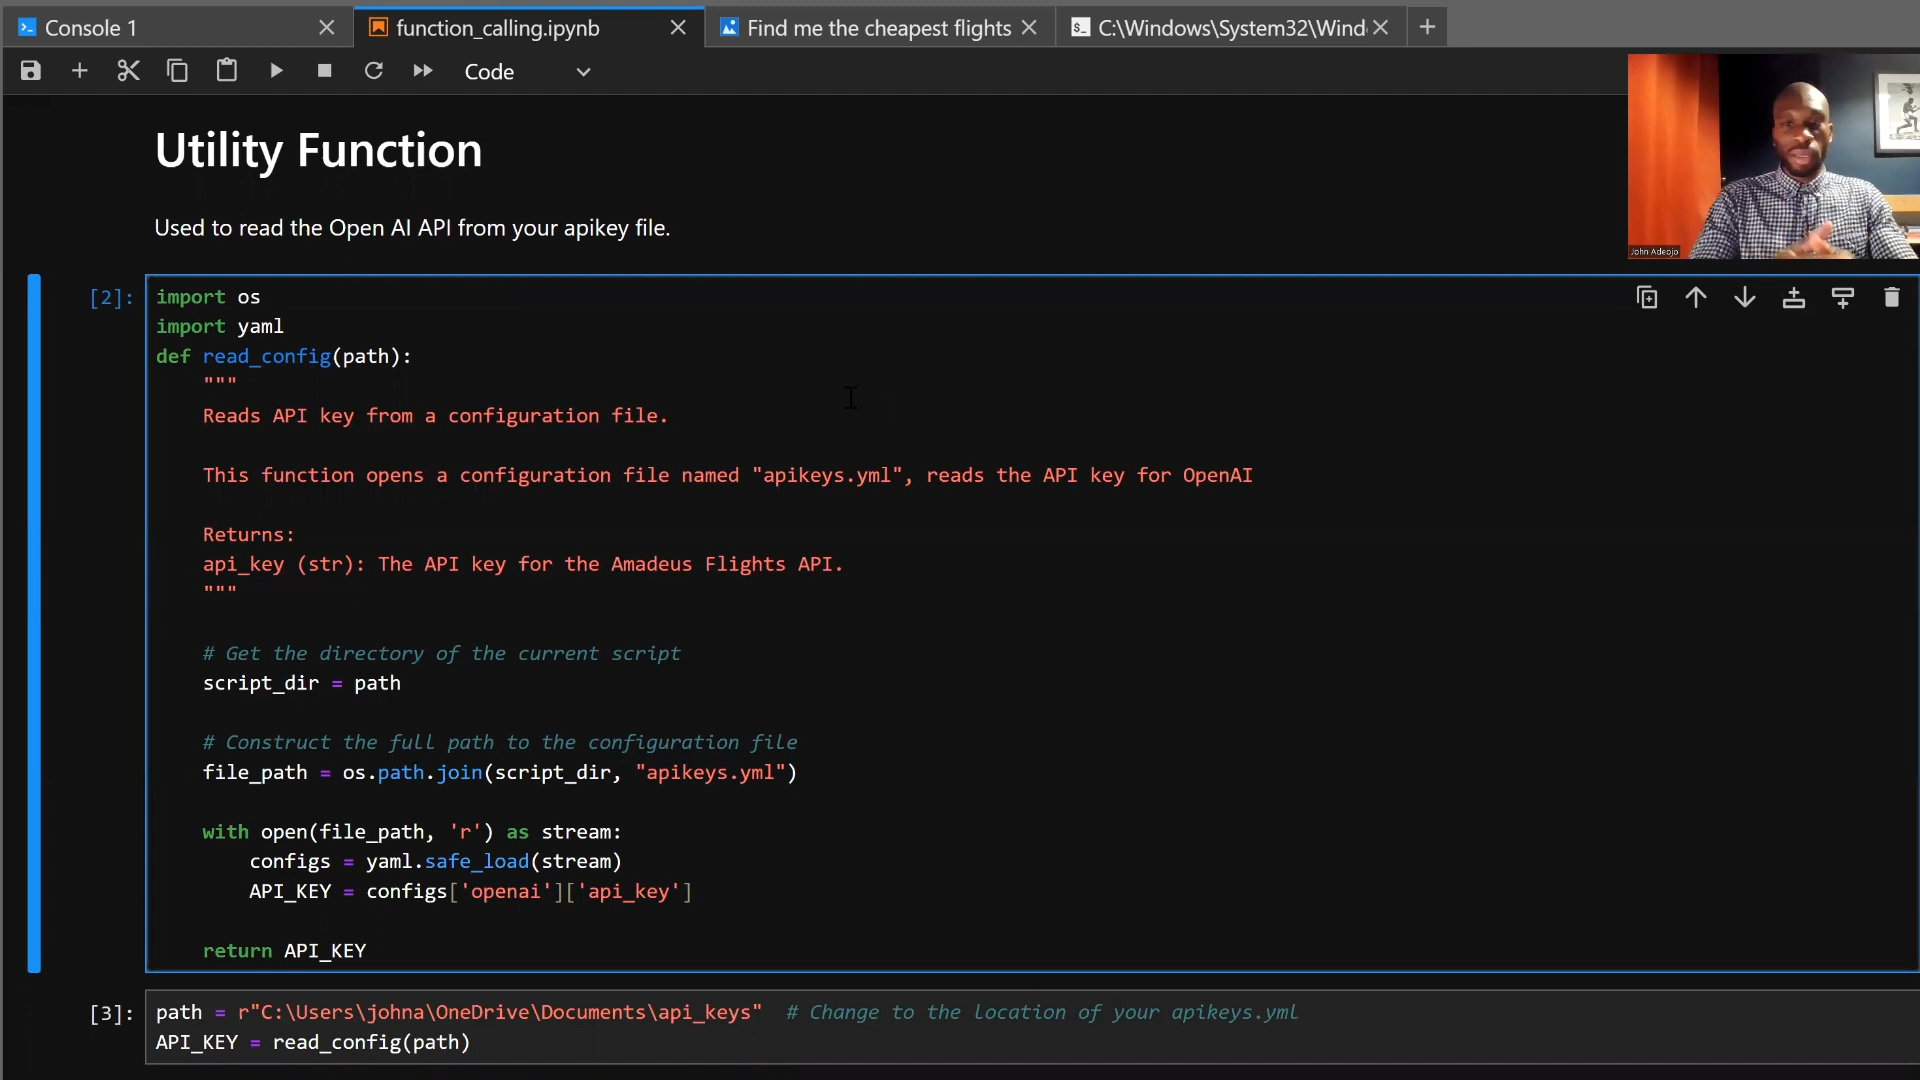 Console 1
function_calling.ipynb
Find me the cheapest flights
C:\Windows\System32\Wind
Code
John Adeojo
Utility Function
Used to read the Open AI API from your apikey file.
[2]:
import os
import yaml
def read_config(path):
"""
Reads API key from a configuration file.
This function opens a configuration file named "apikeys.yml", reads the API key for OpenAI
Returns:
api_key (str): The API key for the Amadeus Flights API.
"""
# Get the directory of the current script
script_dir = path
# Construct the full path to the configuration file
file_path = os.path.join(script_dir, "apikeys.yml")
with open(file_path, 'r') as stream:
configs = yaml.safe_load(stream)
API_KEY = configs['openai']['api_key']
return API_KEY
[3]:
path = r"C:\Users\johna\OneDrive\Documents\api_keys" # Change to the location of your apikeys.yml
API_KEY = read_config(path)